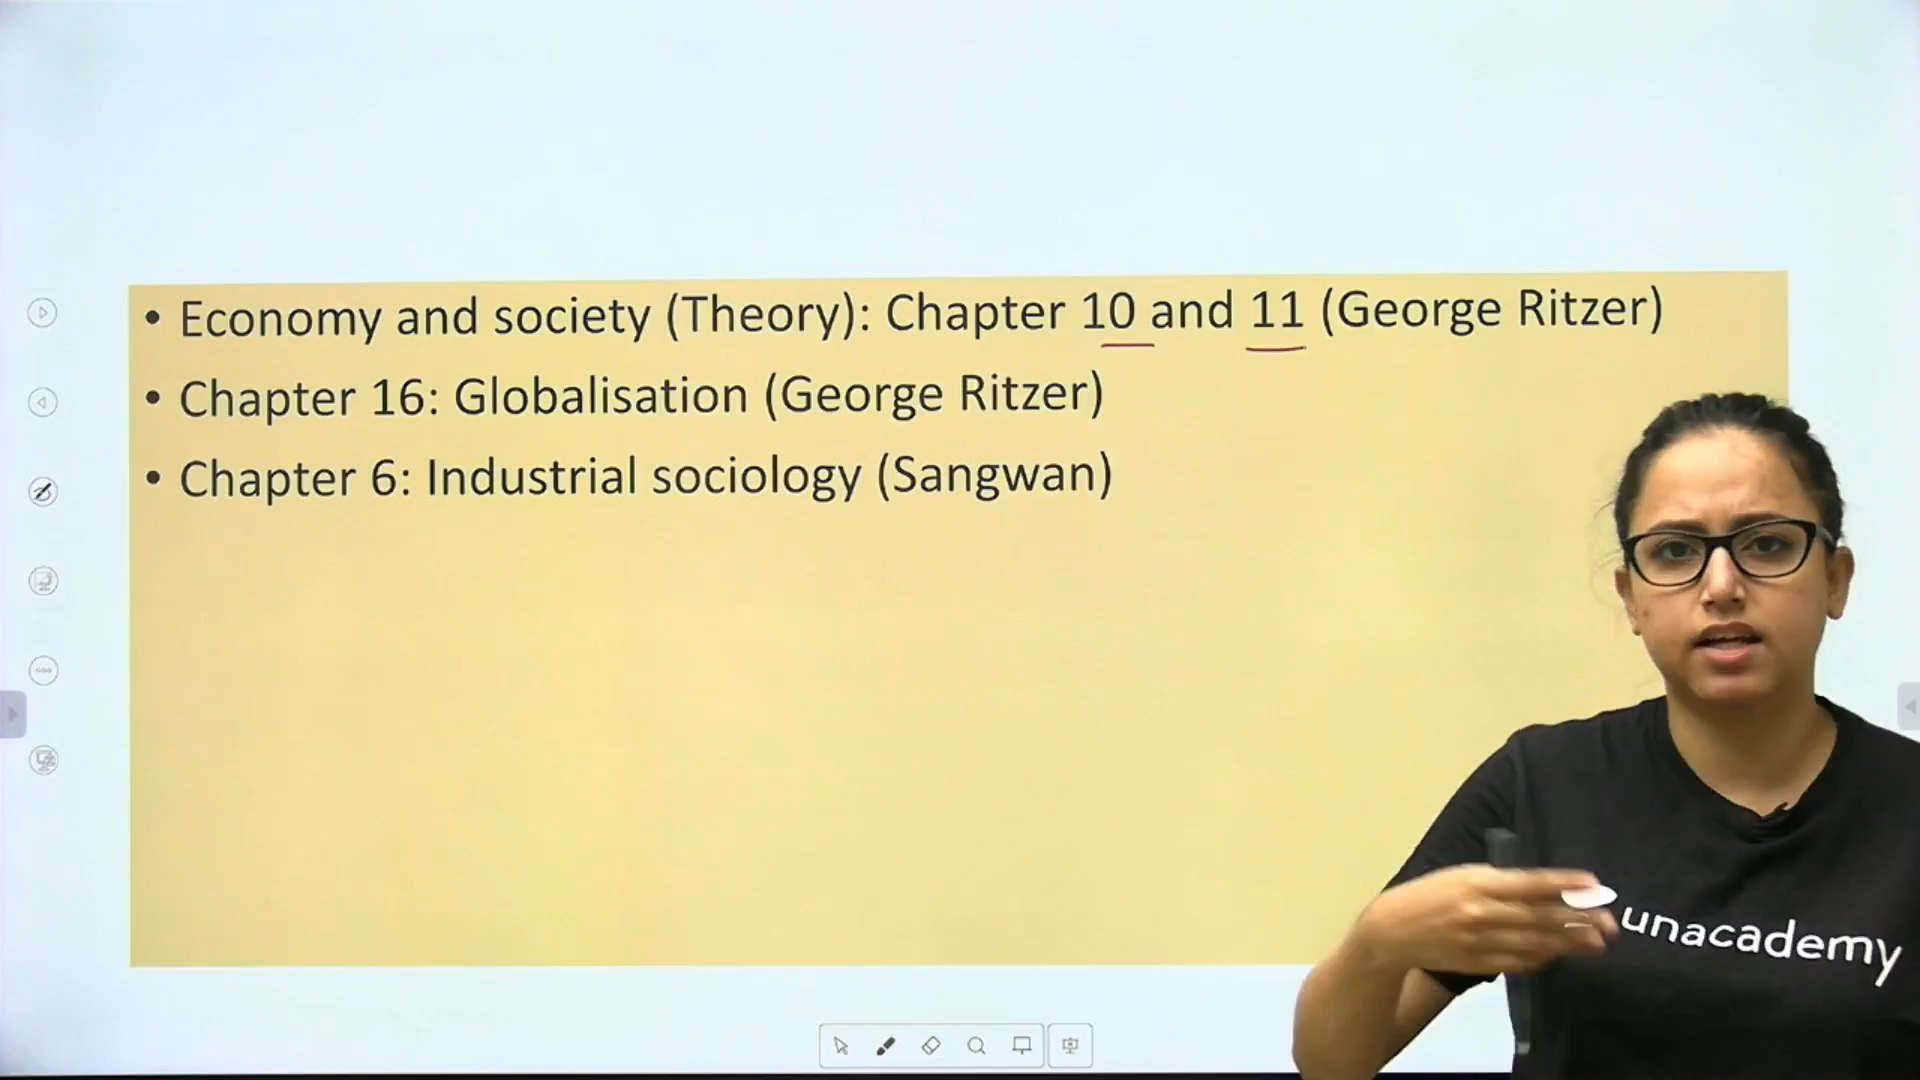 • Economy and society (Theory): Chapter 10 and 11 (George Ritzer)
• Chapter 16: Globalisation (George Ritzer)
• Chapter 6: Industrial sociology (Sangwan)
unacademy